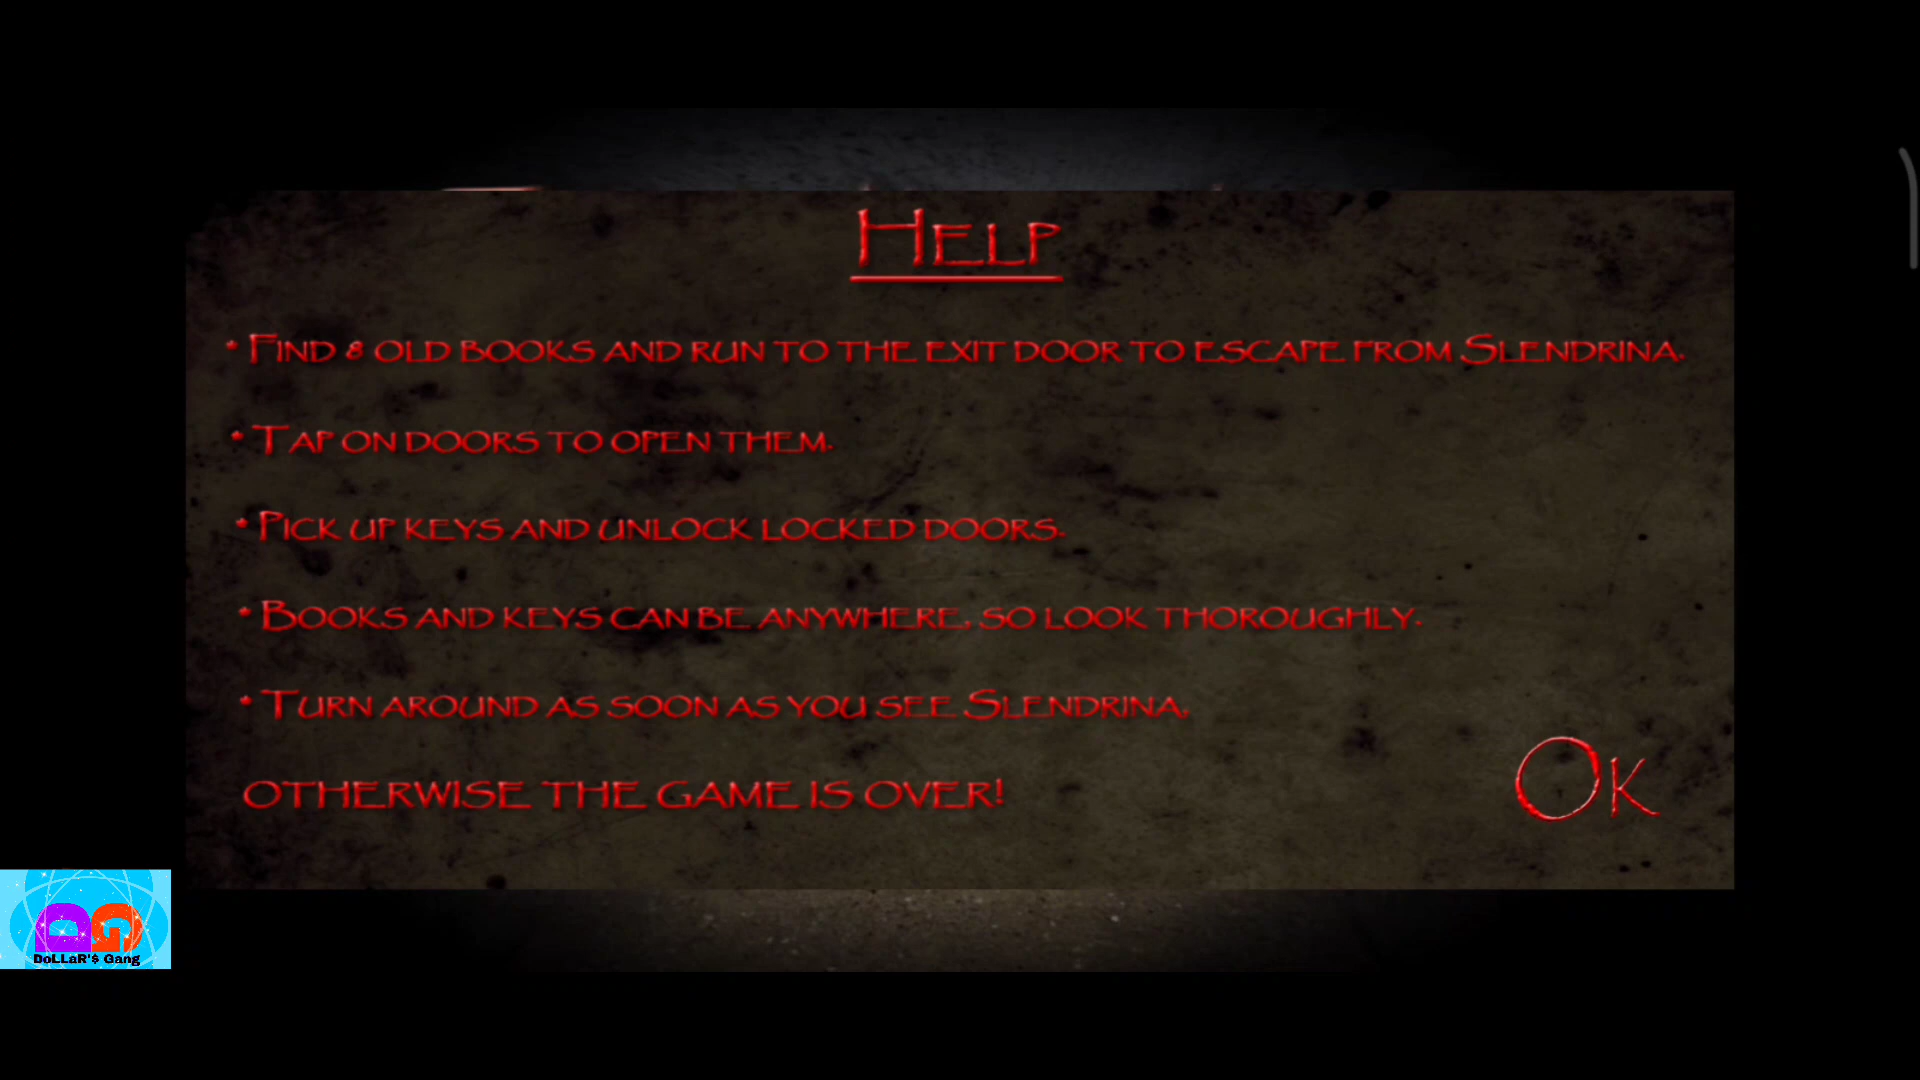 Help
* Find 8 old books and run to the exit door to escape from Slendrina.
* Tap on doors to open them.
* Pick up keys and unlock locked doors.
* Books and keys can be anywhere, so look thoroughly.
* Turn around as soon as you see Slendrina,
otherwise the game is over!
Ok
DG
DoLLaR'$ Gang